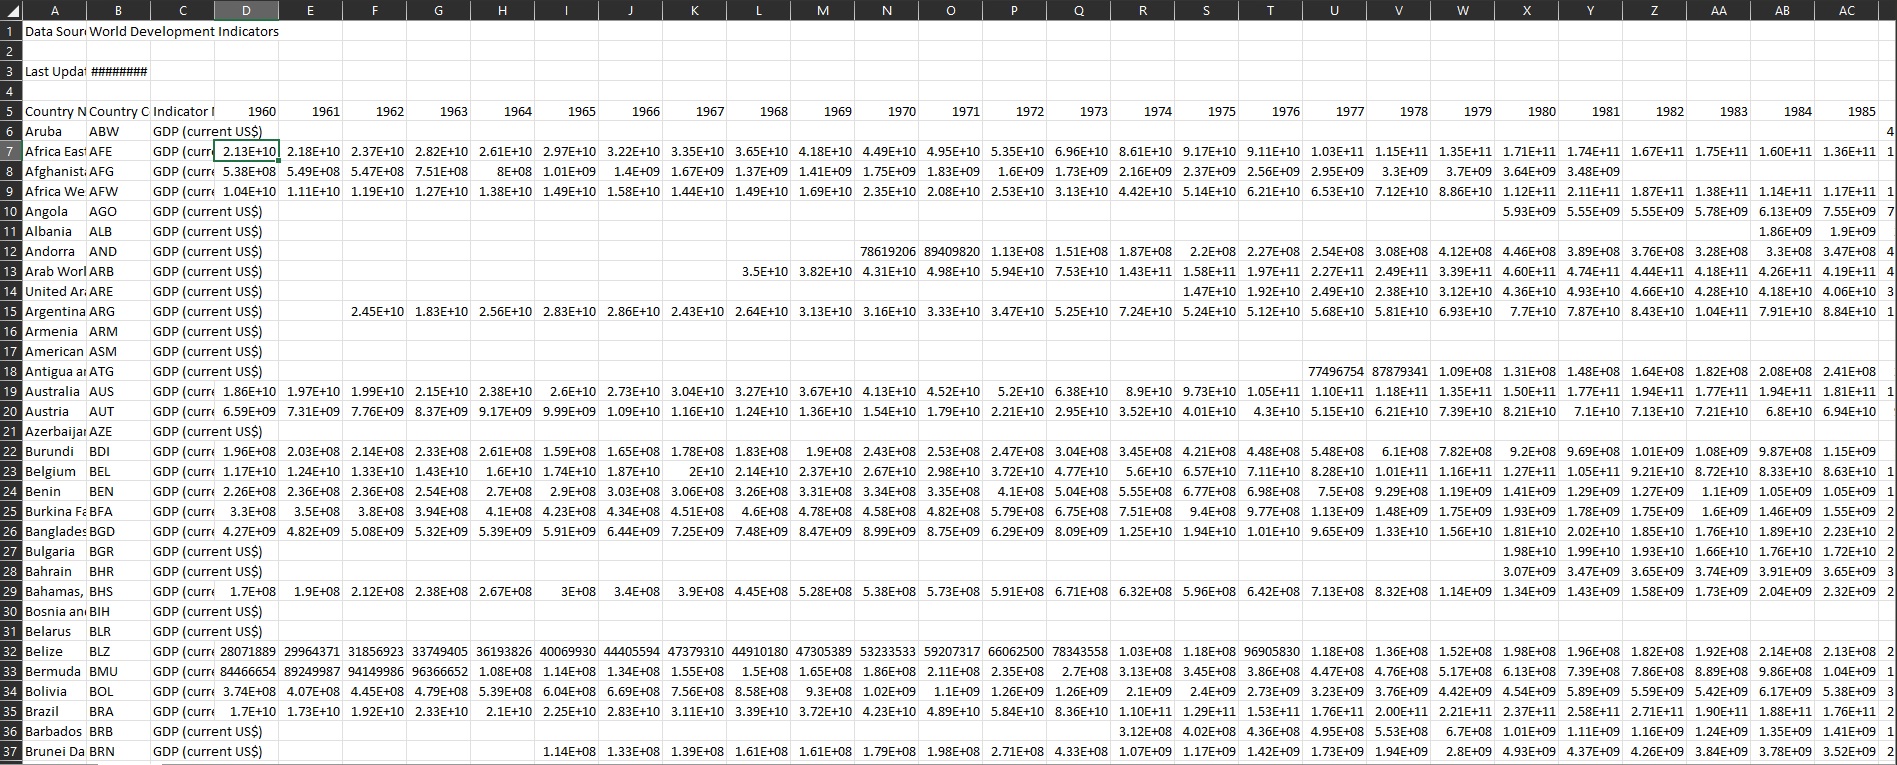 A B C D E F G H I J K L M N O P Q R S T U V W X Y Z AA AB AC
1 Data Sour World Development Indicators
2
3 Last Updat ########
4
5 Country N Country C Indicator N 1960 1961 1962 1963 1964 1965 1966 1967 1968 1969 1970 1971 1972 1973 1974 1975 1976 1977 1978 1979 1980 1981 1982 1983 1984 1985
6 Aruba ABW GDP (current US$) 4
7 Africa East AFE GDP (curre 2.13E+10 2.18E+10 2.37E+10 2.82E+10 2.61E+10 2.97E+10 3.22E+10 3.35E+10 3.65E+10 4.18E+10 4.49E+10 4.95E+10 5.35E+10 6.96E+10 8.61E+10 9.17E+10 9.11E+10 1.03E+11 1.15E+11 1.35E+11 1.71E+11 1.74E+11 1.67E+11 1.75E+11 1.60E+11 1.36E+11 1
8 Afghanista AFG GDP (curre 5.38E+08 5.49E+08 5.47E+08 7.51E+08 8E+08 1.01E+09 1.4E+09 1.67E+09 1.37E+09 1.41E+09 1.75E+09 1.83E+09 1.6E+09 1.73E+09 2.16E+09 2.37E+09 2.56E+09 2.95E+09 3.3E+09 3.7E+09 3.64E+09 3.48E+09
9 Africa We AFW GDP (curre 1.04E+10 1.11E+10 1.19E+10 1.27E+10 1.38E+10 1.49E+10 1.58E+10 1.44E+10 1.49E+10 1.69E+10 2.35E+10 2.08E+10 2.53E+10 3.13E+10 4.42E+10 5.14E+10 6.21E+10 6.53E+10 7.12E+10 8.86E+10 1.12E+11 2.11E+11 1.87E+11 1.38E+11 1.14E+11 1.17E+11 1
10 Angola AGO GDP (current US$) 5.93E+09 5.55E+09 5.55E+09 5.78E+09 6.13E+09 7.55E+09 7
11 Albania ALB GDP (current US$) 1.86E+09 1.9E+09
12 Andorra AND GDP (current US$) 78619206 89409820 1.13E+08 1.51E+08 1.87E+08 2.2E+08 2.27E+08 2.54E+08 3.08E+08 4.12E+08 4.46E+08 3.89E+08 3.76E+08 3.28E+08 3.3E+08 3.47E+08 4
13 Arab Worl ARB GDP (current US$) 3.5E+10 3.82E+10 4.31E+10 4.98E+10 5.94E+10 7.53E+10 1.43E+11 1.58E+11 1.97E+11 2.27E+11 2.49E+11 3.39E+11 4.60E+11 4.74E+11 4.44E+11 4.18E+11 4.26E+11 4.19E+11 4
14 United Ara ARE GDP (current US$) 1.47E+10 1.92E+10 2.49E+10 2.38E+10 3.12E+10 4.36E+10 4.93E+10 4.66E+10 4.28E+10 4.18E+10 4.06E+10 3
15 Argentina ARG GDP (current US$) 2.45E+10 1.83E+10 2.56E+10 2.83E+10 2.86E+10 2.43E+10 2.64E+10 3.13E+10 3.16E+10 3.33E+10 3.47E+10 5.25E+10 7.24E+10 5.24E+10 5.12E+10 5.68E+10 5.81E+10 6.93E+10 7.7E+10 7.87E+10 8.43E+10 1.04E+11 7.91E+10 8.84E+10 1
16 Armenia ARM GDP (current US$)
17 American ASM GDP (current US$)
18 Antigua an ATG GDP (current US$) 77496754 87879341 1.09E+08 1.31E+08 1.48E+08 1.64E+08 1.82E+08 2.08E+08 2.41E+08
19 Australia AUS GDP (curre 1.86E+10 1.97E+10 1.99E+10 2.15E+10 2.38E+10 2.6E+10 2.73E+10 3.04E+10 3.27E+10 3.67E+10 4.13E+10 4.52E+10 5.2E+10 6.38E+10 8.9E+10 9.73E+10 1.05E+11 1.10E+11 1.18E+11 1.35E+11 1.50E+11 1.77E+11 1.94E+11 1.77E+11 1.94E+11 1.81E+11 1
20 Austria AUT GDP (curre 6.59E+09 7.31E+09 7.76E+09 8.37E+09 9.17E+09 9.99E+09 1.09E+10 1.16E+10 1.24E+10 1.36E+10 1.54E+10 1.79E+10 2.21E+10 2.95E+10 3.52E+10 4.01E+10 4.3E+10 5.15E+10 6.21E+10 7.39E+10 8.21E+10 7.1E+10 7.13E+10 7.21E+10 6.8E+10 6.94E+10
21 Azerbaijan AZE GDP (current US$)
22 Burundi BDI GDP (curre 1.96E+08 2.03E+08 2.14E+08 2.33E+08 2.61E+08 1.59E+08 1.65E+08 1.78E+08 1.83E+08 1.9E+08 2.43E+08 2.53E+08 2.47E+08 3.04E+08 3.45E+08 4.21E+08 4.48E+08 5.48E+08 6.1E+08 7.82E+08 9.2E+08 9.69E+08 1.01E+09 1.08E+09 9.87E+08 1.15E+09
23 Belgium BEL GDP (curre 1.17E+10 1.24E+10 1.33E+10 1.43E+10 1.6E+10 1.74E+10 1.87E+10 2E+10 2.14E+10 2.37E+10 2.67E+10 2.98E+10 3.72E+10 4.77E+10 5.6E+10 6.57E+10 7.11E+10 8.28E+10 1.01E+11 1.16E+11 1.27E+11 1.05E+11 9.21E+10 8.72E+10 8.33E+10 8.63E+10 1
24 Benin BEN GDP (curre 2.26E+08 2.36E+08 2.36E+08 2.54E+08 2.7E+08 2.9E+08 3.03E+08 3.06E+08 3.26E+08 3.31E+08 3.34E+08 3.35E+08 4.1E+08 5.04E+08 5.55E+08 6.77E+08 6.98E+08 7.5E+08 9.29E+08 1.19E+09 1.41E+09 1.29E+09 1.27E+09 1.1E+09 1.05E+09 1.05E+09 1
25 Burkina Fa BFA GDP (curre 3.3E+08 3.5E+08 3.8E+08 3.94E+08 4.1E+08 4.23E+08 4.34E+08 4.51E+08 4.6E+08 4.78E+08 4.58E+08 4.82E+08 5.79E+08 6.75E+08 7.51E+08 9.4E+08 9.77E+08 1.13E+09 1.48E+09 1.75E+09 1.93E+09 1.78E+09 1.75E+09 1.6E+09 1.46E+09 1.55E+09 2
26 Banglades BGD GDP (curre 4.27E+09 4.82E+09 5.08E+09 5.32E+09 5.39E+09 5.91E+09 6.44E+09 7.25E+09 7.48E+09 8.47E+09 8.99E+09 8.75E+09 6.29E+09 8.09E+09 1.25E+10 1.94E+10 1.01E+10 9.65E+09 1.33E+10 1.56E+10 1.81E+10 2.02E+10 1.85E+10 1.76E+10 1.89E+10 2.23E+10 2
27 Bulgaria BGR GDP (current US$) 1.98E+10 1.99E+10 1.93E+10 1.66E+10 1.76E+10 1.72E+10 2
28 Bahrain BHR GDP (current US$) 3.07E+09 3.47E+09 3.65E+09 3.74E+09 3.91E+09 3.65E+09 3
29 Bahamas, BHS GDP (curre 1.7E+08 1.9E+08 2.12E+08 2.38E+08 2.67E+08 3E+08 3.4E+08 3.9E+08 4.45E+08 5.28E+08 5.38E+08 5.73E+08 5.91E+08 6.71E+08 6.32E+08 5.96E+08 6.42E+08 7.13E+08 8.32E+08 1.14E+09 1.34E+09 1.43E+09 1.58E+09 1.73E+09 2.04E+09 2.32E+09 2
30 Bosnia and BIH GDP (current US$)
31 Belarus BLR GDP (current US$)
32 Belize BLZ GDP (curre 28071889 29964371 31856923 33749405 36193826 40069930 44405594 47379310 44910180 47305389 53233533 59207317 66062500 78343558 1.03E+08 1.18E+08 96905830 1.18E+08 1.36E+08 1.52E+08 1.98E+08 1.96E+08 1.82E+08 1.92E+08 2.14E+08 2.13E+08 2
33 Bermuda BMU GDP (curre 84466654 89249987 94149986 96366652 1.08E+08 1.14E+08 1.34E+08 1.55E+08 1.5E+08 1.65E+08 1.86E+08 2.11E+08 2.35E+08 2.7E+08 3.13E+08 3.45E+08 3.86E+08 4.47E+08 4.76E+08 5.17E+08 6.13E+08 7.39E+08 7.86E+08 8.89E+08 9.86E+08 1.04E+09 1
34 Bolivia BOL GDP (curre 3.74E+08 4.07E+08 4.45E+08 4.79E+08 5.39E+08 6.04E+08 6.69E+08 7.56E+08 8.58E+08 9.3E+08 1.02E+09 1.1E+09 1.26E+09 1.26E+09 2.1E+09 2.4E+09 2.73E+09 3.23E+09 3.76E+09 4.42E+09 4.54E+09 5.89E+09 5.59E+09 5.42E+09 6.17E+09 5.38E+09 3
35 Brazil BRA GDP (curre 1.7E+10 1.73E+10 1.92E+10 2.33E+10 2.1E+10 2.25E+10 2.83E+10 3.11E+10 3.39E+10 3.72E+10 4.23E+10 4.89E+10 5.84E+10 8.36E+10 1.10E+11 1.29E+11 1.53E+11 1.76E+11 2.00E+11 2.21E+11 2.37E+11 2.58E+11 2.71E+11 1.90E+11 1.88E+11 1.76E+11 2
36 Barbados BRB GDP (current US$) 3.12E+08 4.02E+08 4.36E+08 4.95E+08 5.53E+08 6.7E+08 1.01E+09 1.11E+09 1.16E+09 1.24E+09 1.35E+09 1.41E+09 1
37 Brunei Da BRN GDP (current US$) 1.14E+08 1.33E+08 1.39E+08 1.61E+08 1.61E+08 1.79E+08 1.98E+08 2.71E+08 4.33E+08 1.07E+09 1.17E+09 1.42E+09 1.73E+09 1.94E+09 2.8E+09 4.93E+09 4.37E+09 4.26E+09 3.84E+09 3.78E+09 3.52E+09 2